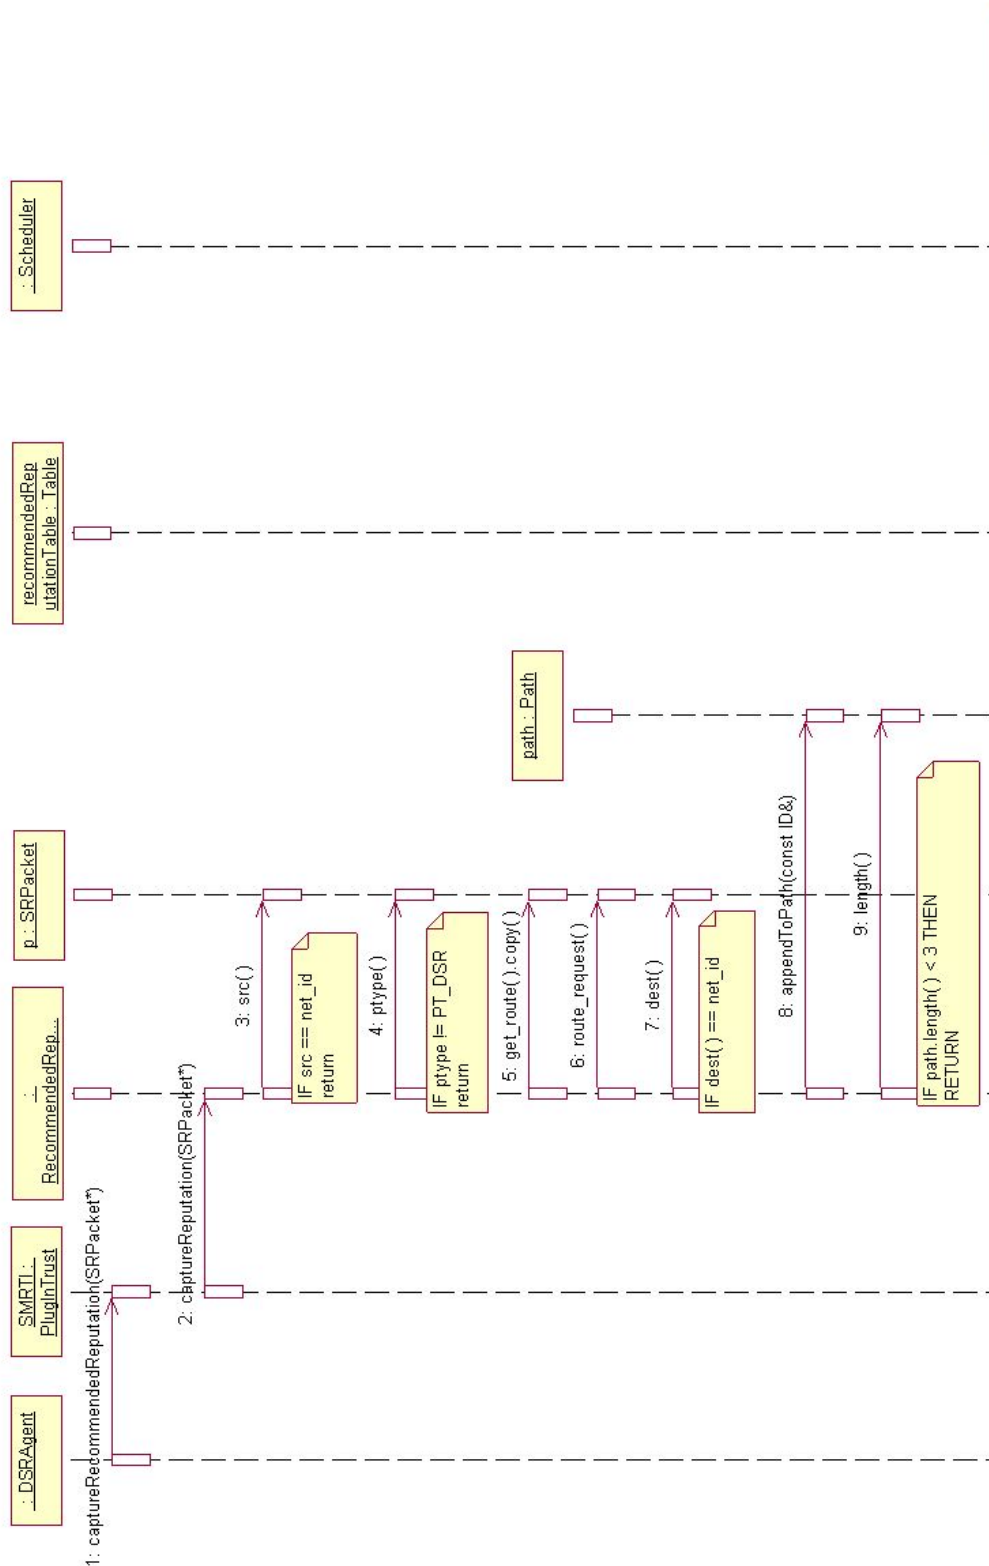 : DSRAgent
SMRTI :
PluginTrust
:
RecommendedRep...
p : SRPacket
recommendedRep
utationTable : Table
: Scheduler
1: captureRecommendedReputation(SRPacket*)
2: captureReputation(SRPacket*)
3: src( )
IF src == net_id
return
4: ptype( )
IF ptype != PT_DSR
return
path : Path
5: get_route( ).copy( )
6: route_request( )
7: dest( )
IF dest() == net_id
8: appendToPath(const ID&)
9: length( )
IF path.length() < 3 THEN
RETURN